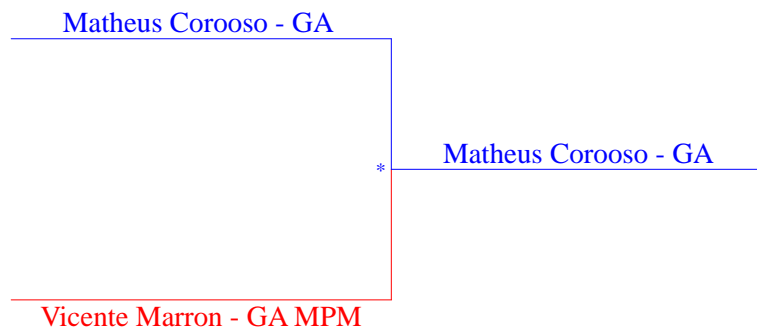 Matheus Corooso - GA
Matheus Corooso - GA
*
Vicente Marron - GA MPM